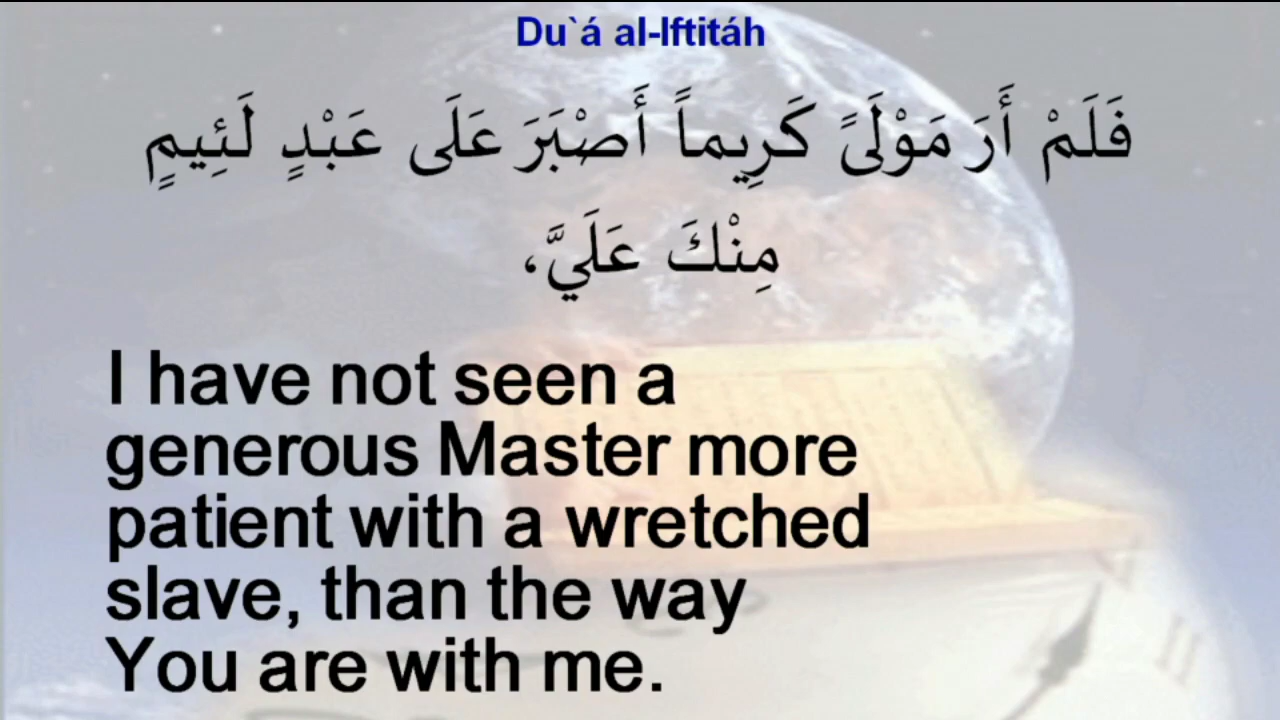 Du`á al-Iftitáh
فَلَمْ أَرَ مَوْلَىً كَرِيماً أَصْبَرَ عَلَى عَبْدٍ لَئِيمٍ
مِنْكَ عَلَيَّ،
I have not seen a
generous Master more
patient with a wretched
slave, than the way
You are with me.